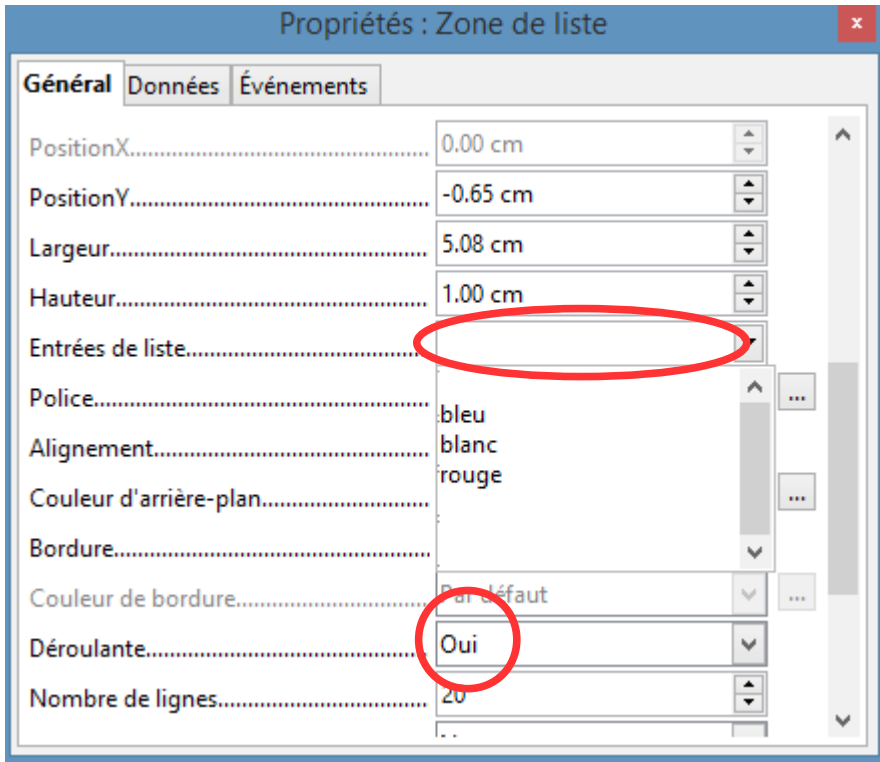 Propriétés : Zone de liste x
Général Données Événements
PositionX 0.00 cm
PositionY -0.65 cm
Largeur 5.08 cm
Hauteur 1.00 cm
Entrées de liste
Police ...
bleu
Alignement blanc
rouge
Couleur d'arrière-plan ...
Bordure
Couleur de bordure Par défaut ...
Déroulante Oui
Nombre de lignes 20